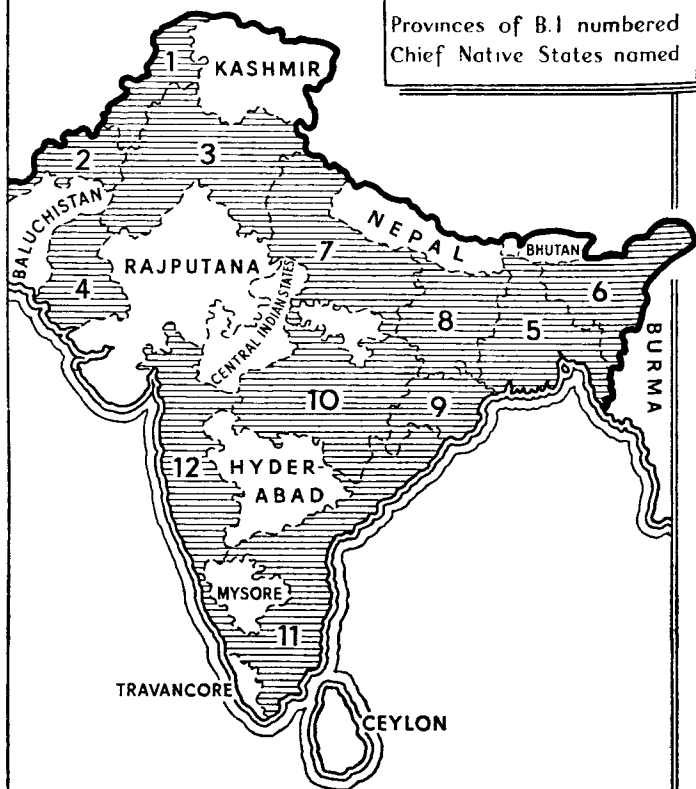 Provinces of B.I numbered
Chief Native States named
1
KASHMIR
2
3
BALUCHISTAN
NEPAL
BHUTAN
RAJPUTANA
7
6
4
CENTRAL INDIAN STATES
8
5
BURMA
10
9
12
HYDER-
ABAD
MYSORE
11
TRAVANCORE
CEYLON